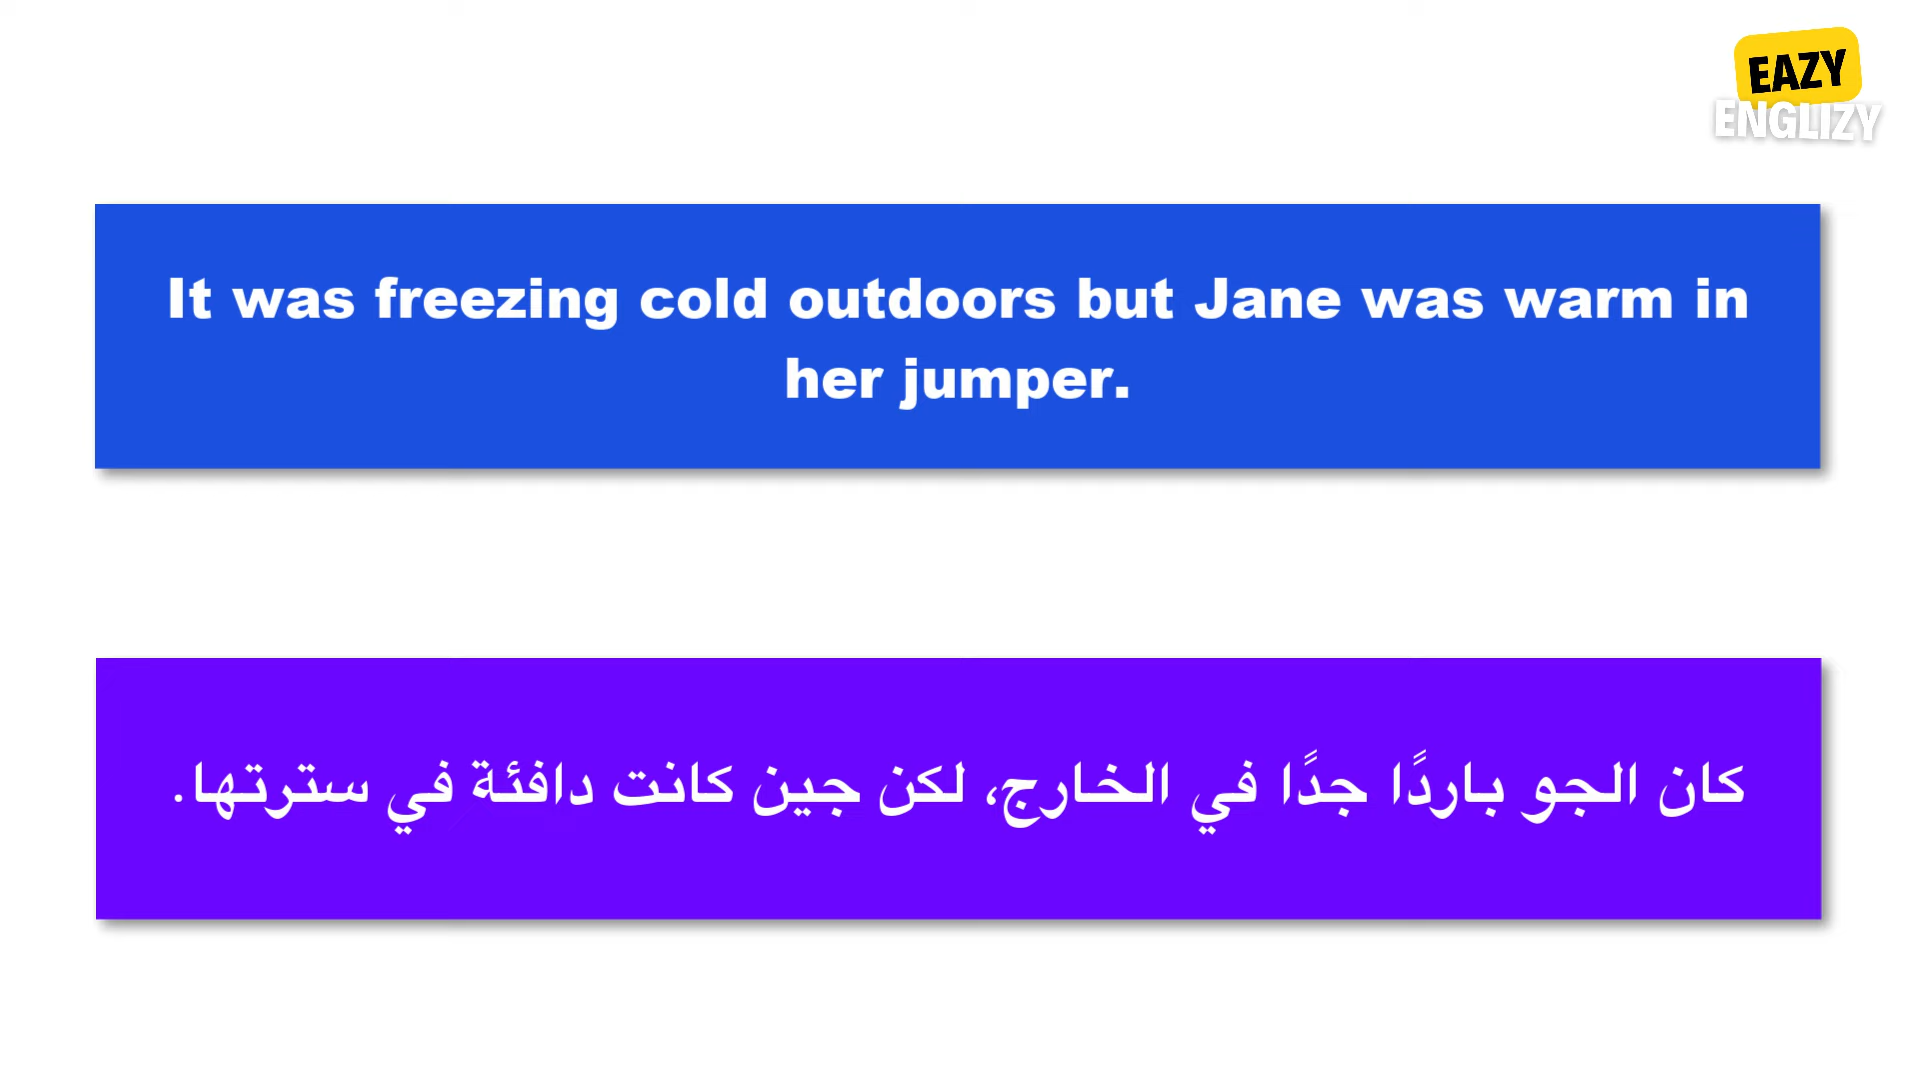 EAZY
ENGLIZY
It was freezing cold outdoors but Jane was warm in
her jumper.
كان الجو باردًا جدًا في الخارج، لكن جين كانت دافئة في سترتها.